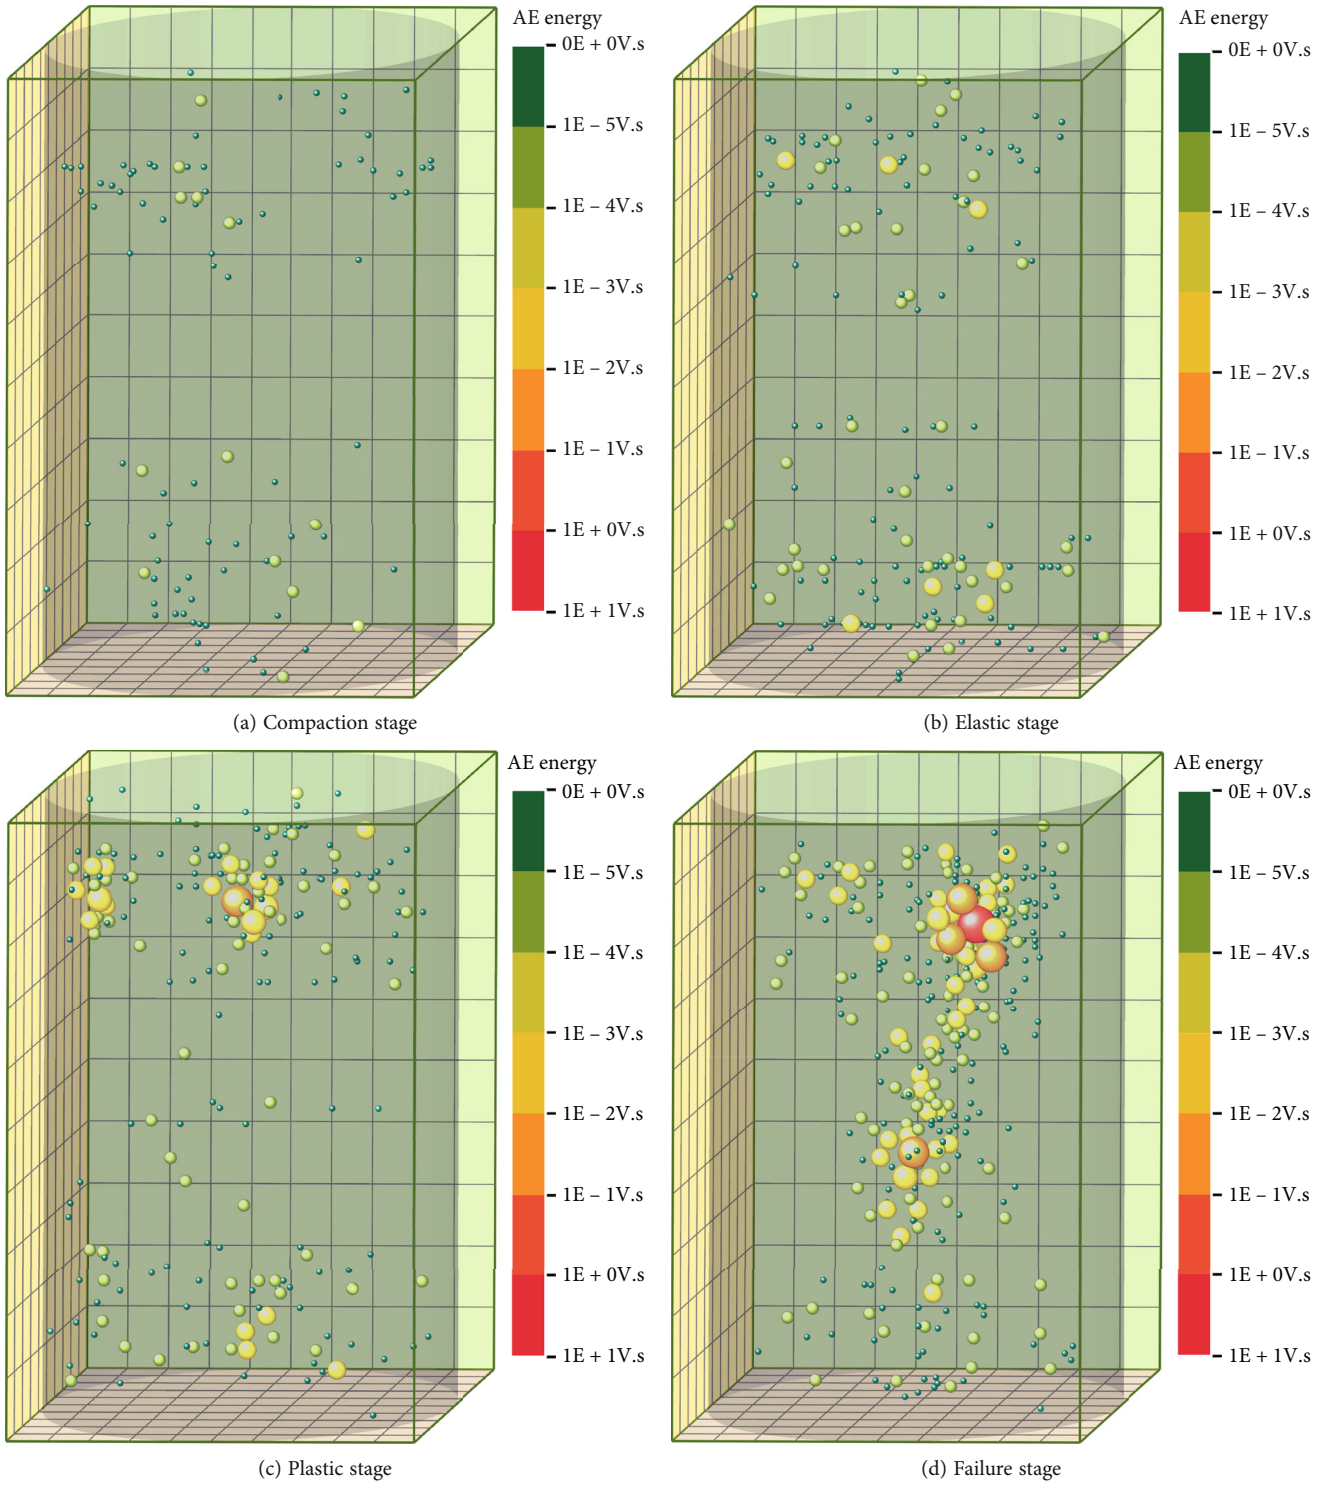 AE energy
0E + 0V.s
1E – 5V.s
1E – 4V.s
1E – 3V.s
1E – 2V.s
1E – 1V.s
1E + 0V.s
1E + 1V.s
(a) Compaction stage
AE energy
0E + 0V.s
1E – 5V.s
1E – 4V.s
1E – 3V.s
1E – 2V.s
1E – 1V.s
1E + 0V.s
1E + 1V.s
(b) Elastic stage
AE energy
0E + 0V.s
1E – 5V.s
1E – 4V.s
1E – 3V.s
1E – 2V.s
1E – 1V.s
1E + 0V.s
1E + 1V.s
(c) Plastic stage
AE energy
0E + 0V.s
1E – 5V.s
1E – 4V.s
1E – 3V.s
1E – 2V.s
1E – 1V.s
1E + 0V.s
1E + 1V.s
(d) Failure stage